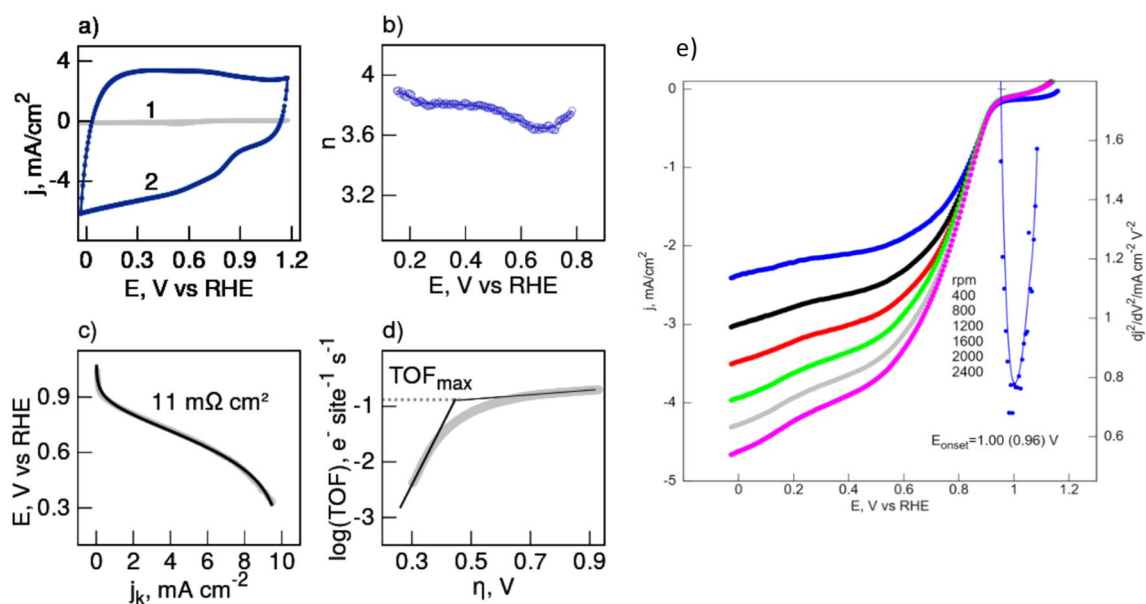 a)
4
0
-4
j, mA/cm²
1
2
0 0.3 0.6 0.9 1.2
E, V vs RHE
b)
4
3.6
3.2
n
0.2 0.4 0.6 0.8
E, V vs RHE
c)
0.9
0.6
0.3
E, V vs RHE
11 mΩ cm²
0 2 4 6 8 10
jₖ, mA cm⁻²
d)
0
-1
-2
-3
log(TOF), e⁻ site⁻¹ s⁻¹
TOFmax
0.3 0.5 0.7 0.9
η, V
e)
0
-1
-2
-3
-4
-5
j, mA/cm²
rpm
400
800
1200
1600
2000
2400
Eonset=1.00 (0.96) V
0 0.2 0.4 0.6 0.8 1 1.2
E, V vs RHE
1.6
1.4
1.2
1
0.8
0.6
dj²/dV²/mA cm⁻² V⁻²